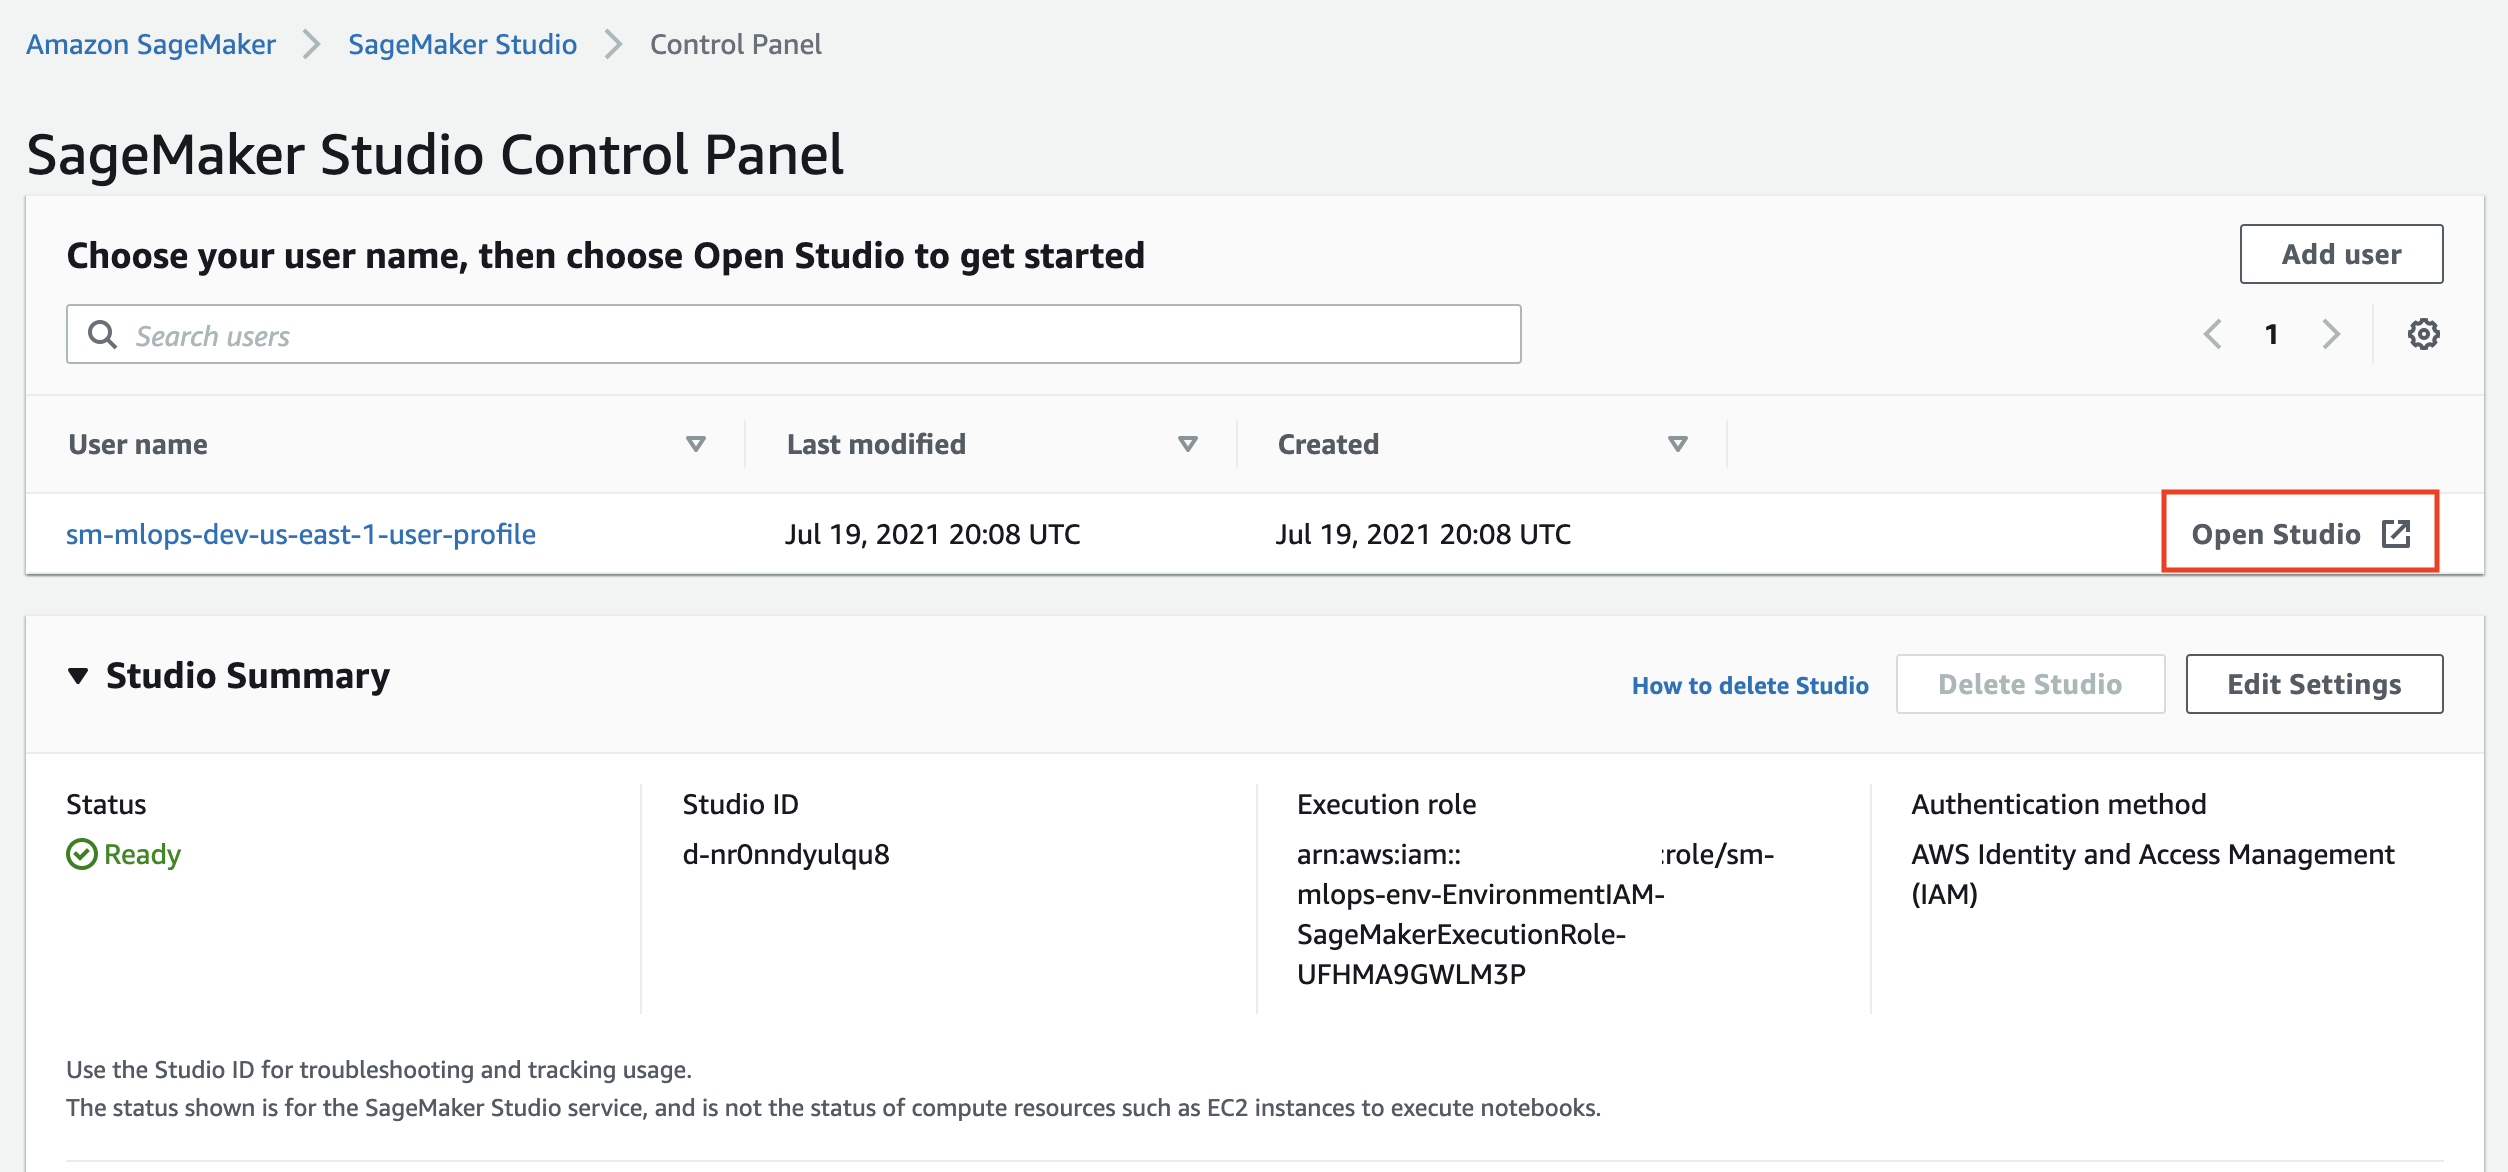 Amazon SageMaker > SageMaker Studio > Control Panel
SageMaker Studio Control Panel
Choose your user name, then choose Open Studio to get started
Add user
Search users
1
User name Last modified Created
sm-mlops-dev-us-east-1-user-profile Jul 19, 2021 20:08 UTC Jul 19, 2021 20:08 UTC Open Studio
Studio Summary
How to delete Studio Delete Studio Edit Settings
Status
Ready
Studio ID
d-nr0nndyulqu8
Execution role
arn:aws:iam:: :role/sm-
mlops-env-EnvironmentIAM-
SageMakerExecutionRole-
UFHMA9GWLM3P
Authentication method
AWS Identity and Access Management
(IAM)
Use the Studio ID for troubleshooting and tracking usage.
The status shown is for the SageMaker Studio service, and is not the status of compute resources such as EC2 instances to execute notebooks.